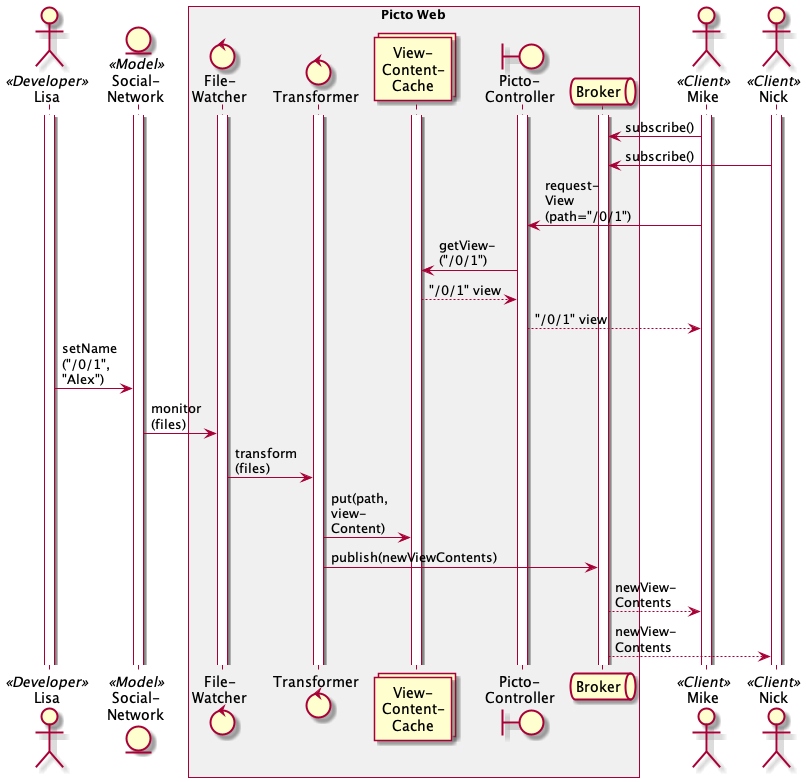 Picto Web
«Developer»
Lisa
«Model»
Social-
Network
File-
Watcher
Transformer
View-
Content-
Cache
Picto-
Controller
Broker
«Client»
Mike
«Client»
Nick
subscribe()
subscribe()
request-
View
(path="/0/1")
getView-
("/0/1")
"/0/1" view
"/0/1" view
setName
("/0/1",
"Alex")
monitor
(files)
transform
(files)
put(path,
view-
Content)
publish(newViewContents)
newView-
Contents
newView-
Contents
«Developer»
Lisa
«Model»
Social-
Network
File-
Watcher
Transformer
View-
Content-
Cache
Picto-
Controller
Broker
«Client»
Mike
«Client»
Nick